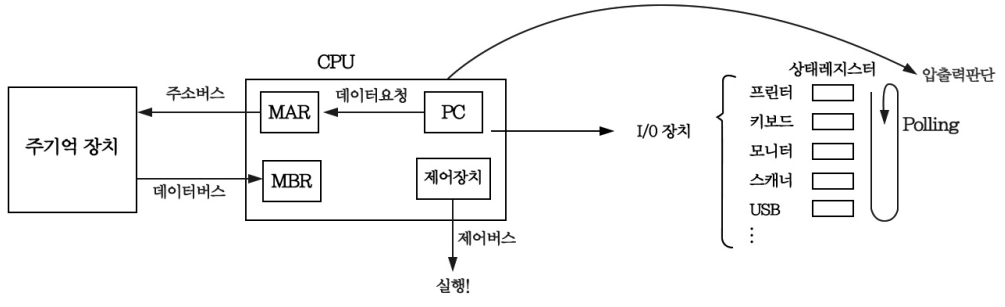 CPU
주기억 장치
주소버스
데이터버스
MAR
데이터요청
PC
MBR
제어장치
제어버스
실행!
I/0 장치
상태레지스터
프린터
키보드
모니터
스캐너
USB
⋮
Polling
압출력판단